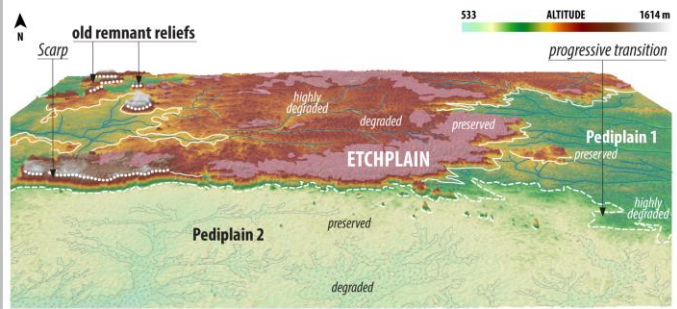 533 ALTITUDE 1614 m
N
old remnant reliefs
Scarp
progressive transition
highly
degraded
degraded
preserved
Pediplain 1
ETCHPLAIN
preserved
highly
degraded
preserved
Pediplain 2
degraded